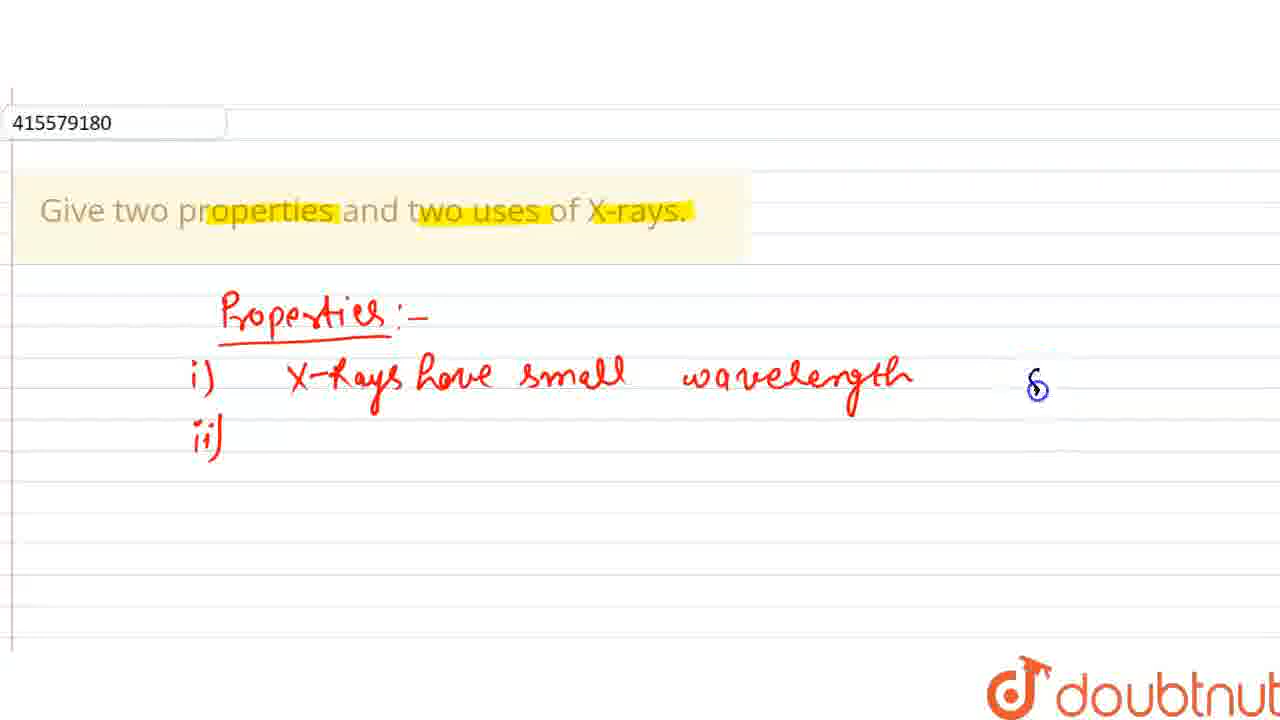 415579180
Give two properties and two uses of X-rays.
Properties :-
i) X-Rays have small wavelength
ii)
doubtnut